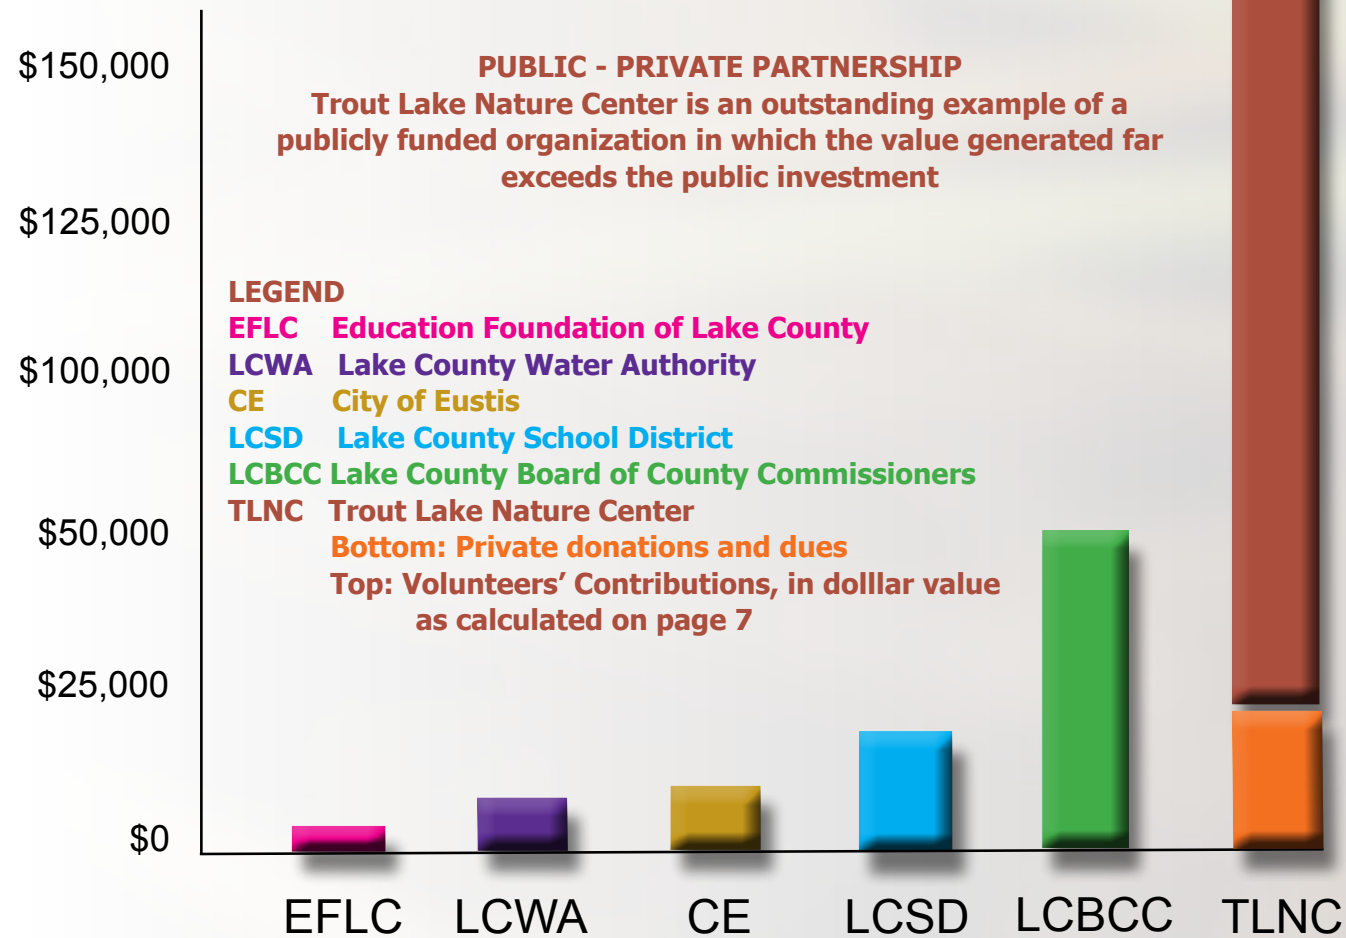 $150,000
PUBLIC - PRIVATE PARTNERSHIP
Trout Lake Nature Center is an outstanding example of a
publicly funded organization in which the value generated far
exceeds the public investment
$125,000
LEGEND
EFLC Education Foundation of Lake County
LCWA Lake County Water Authority
$100,000
CE City of Eustis
LCSD Lake County School District
LCBCC Lake County Board of County Commissioners
TLNC Trout Lake Nature Center
$50,000
Bottom: Private donations and dues
Top: Volunteers’ Contributions, in dolllar value
as calculated on page 7
$25,000
$0
EFLC LCWA CE LCSD LCBCC TLNC